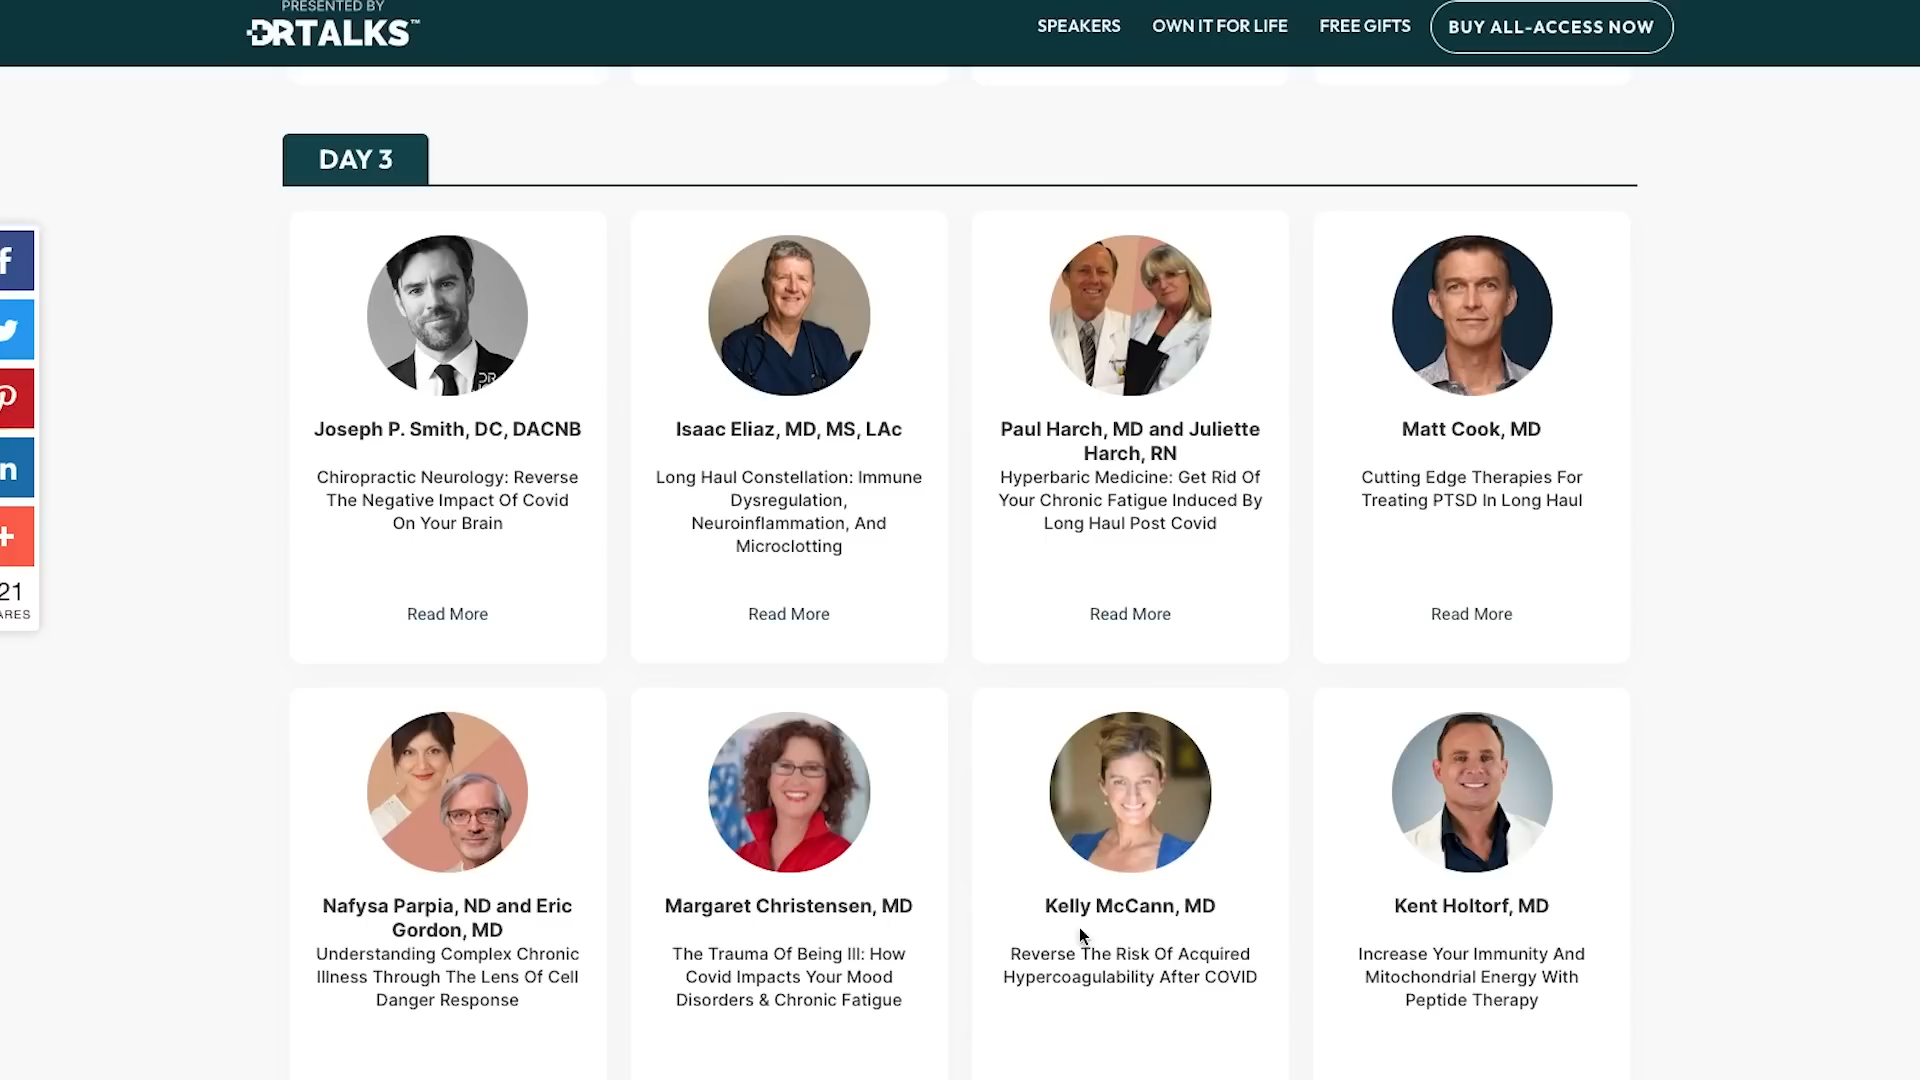 PRESENTED BY
DRTALKS™
SPEAKERS
OWN IT FOR LIFE
FREE GIFTS
BUY ALL-ACCESS NOW
DAY 3
f
n
+
21
ARES
Joseph P. Smith, DC, DACNB
Chiropractic Neurology: Reverse
The Negative Impact Of Covid
On Your Brain
Read More
Isaac Eliaz, MD, MS, LAc
Long Haul Constellation: Immune
Dysregulation,
Neuroinflammation, And
Microclotting
Read More
Paul Harch, MD and Juliette
Harch, RN
Hyperbaric Medicine: Get Rid Of
Your Chronic Fatigue Induced By
Long Haul Post Covid
Read More
Matt Cook, MD
Cutting Edge Therapies For
Treating PTSD In Long Haul
Read More
Nafysa Parpia, ND and Eric
Gordon, MD
Understanding Complex Chronic
Illness Through The Lens Of Cell
Danger Response
Margaret Christensen, MD
The Trauma Of Being Ill: How
Covid Impacts Your Mood
Disorders & Chronic Fatigue
Kelly McCann, MD
Reverse The Risk Of Acquired
Hypercoagulability After COVID
Kent Holtorf, MD
Increase Your Immunity And
Mitochondrial Energy With
Peptide Therapy